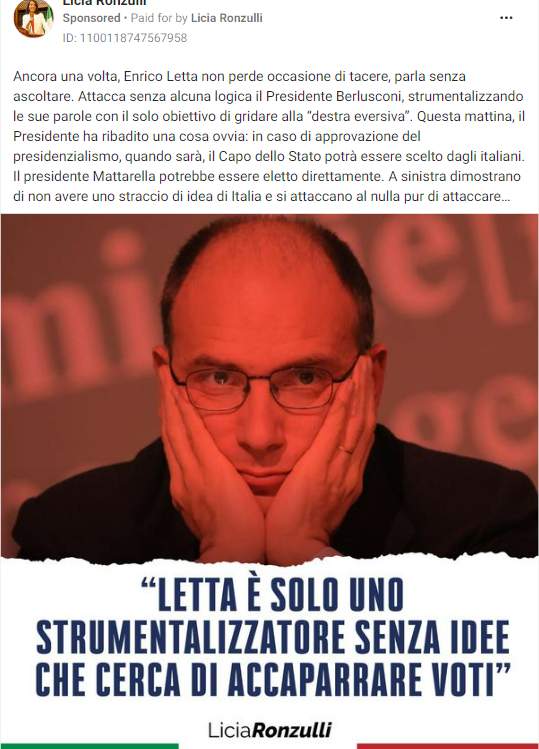 Licia Ronzulli
Sponsored • Paid for by Licia Ronzulli
ID: 1100118747567958
Ancora una volta, Enrico Letta non perde occasione di tacere, parla senza
ascoltare. Attacca senza alcuna logica il Presidente Berlusconi, strumentalizzando
le sue parole con il solo obiettivo di gridare alla “destra eversiva”. Questa mattina, il
Presidente ha ribadito una cosa ovvia: in caso di approvazione del
presidenzialismo, quando sarà, il Capo dello Stato potrà essere scelto dagli italiani.
Il presidente Mattarella potrebbe essere eletto direttamente. A sinistra dimostrano
di non avere uno straccio di idea di Italia e si attaccano al nulla pur di attaccare...
“LETTA È SOLO UNO
STRUMENTALIZZATORE SENZA IDEE
CHE CERCA DI ACCAPARRARE VOTI”
LiciaRonzulli